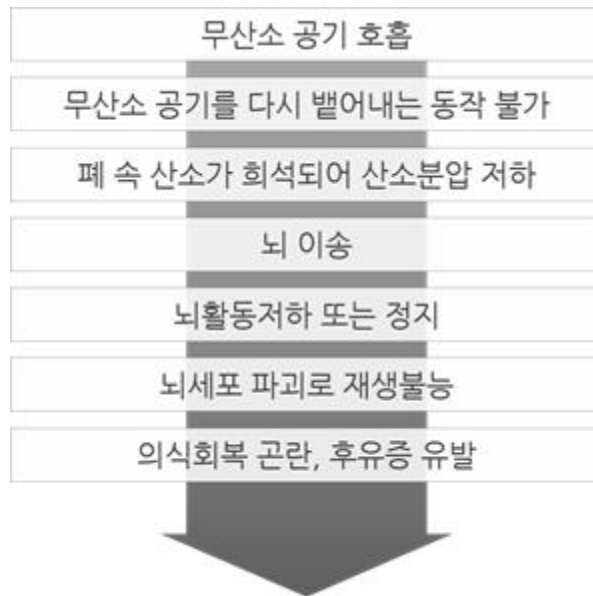 무산소 공기 호흡
무산소 공기를 다시 뱉어내는 동작 불가
폐 속 산소가 희석되어 산소분압 저하
뇌 이송
뇌활동저하 또는 정지
뇌세포 파괴로 재생불능
의식회복 곤란, 후유증 유발